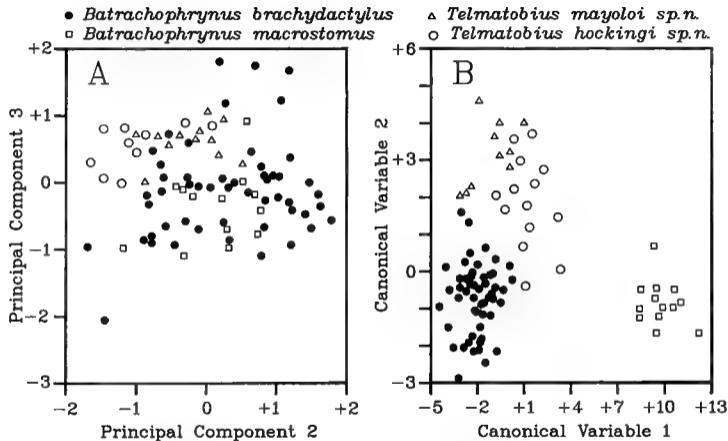 ● Batrachophrynus brachydactylus △ Telmatobius mayoloi sp.n.
□ Batrachophrynus macrostomus ○ Telmatobius hockingi sp.n.
A
Principal Component 3
+2
+1
0
−1
−2
−3
−2 −1 0 +1 +2
Principal Component 2
B
Canonical Variable 2
+6
+3
0
−3
−5 −2 +1 +4 +7 +10 +13
Canonical Variable 1